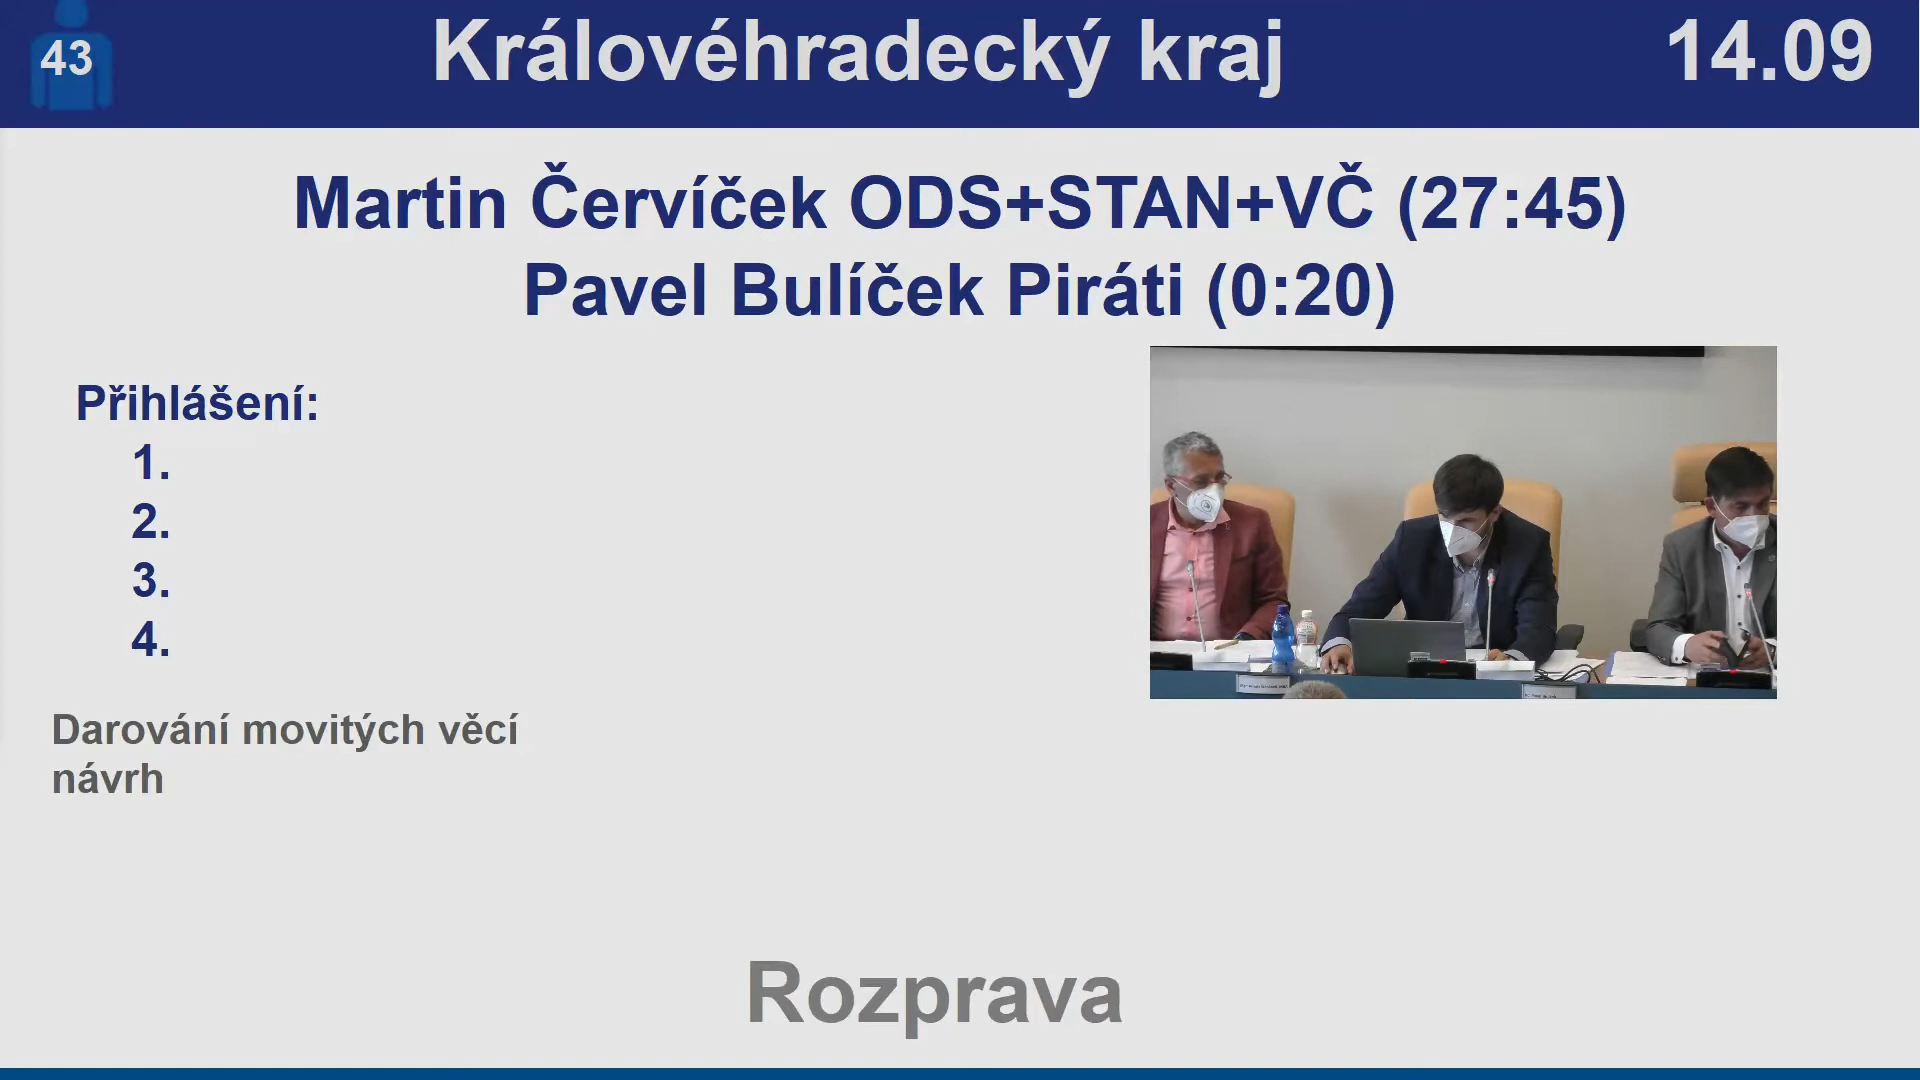 43
Královéhradecký kraj
14.09
Martin Červíček ODS+STAN+VČ (27:45)
Pavel Bulíček Piráti (0:20)
Přihlášení:
1.
2.
3.
4.
Darování movitých věcí
návrh
Rozprava